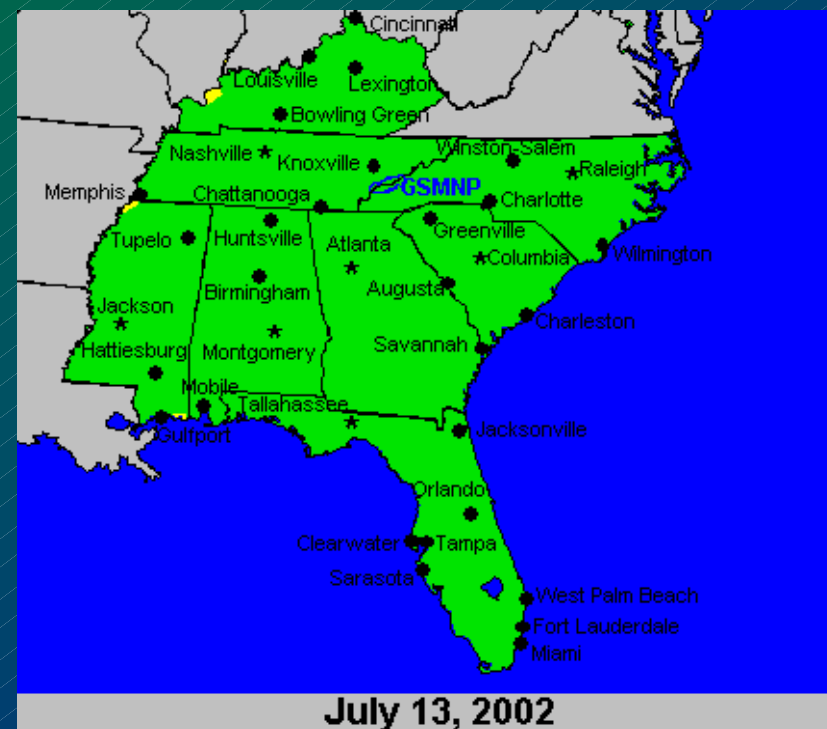 Cincinnati
Louisville
Lexington
Bowling Green
Nashville
Knoxville
Winston-Salem
Raleigh
GSMNP
Memphis
Chattanooga
Charlotte
Tupelo
Huntsville
Atlanta
Greenville
Columbia
Wilmington
Birmingham
Augusta
Jackson
Charleston
Hattiesburg
Montgomery
Savannah
Mobile
Tallahassee
Gulfport
Jacksonville
Orlando
Clearwater
Tampa
Sarasota
West Palm Beach
Fort Lauderdale
Miami
July 13, 2002